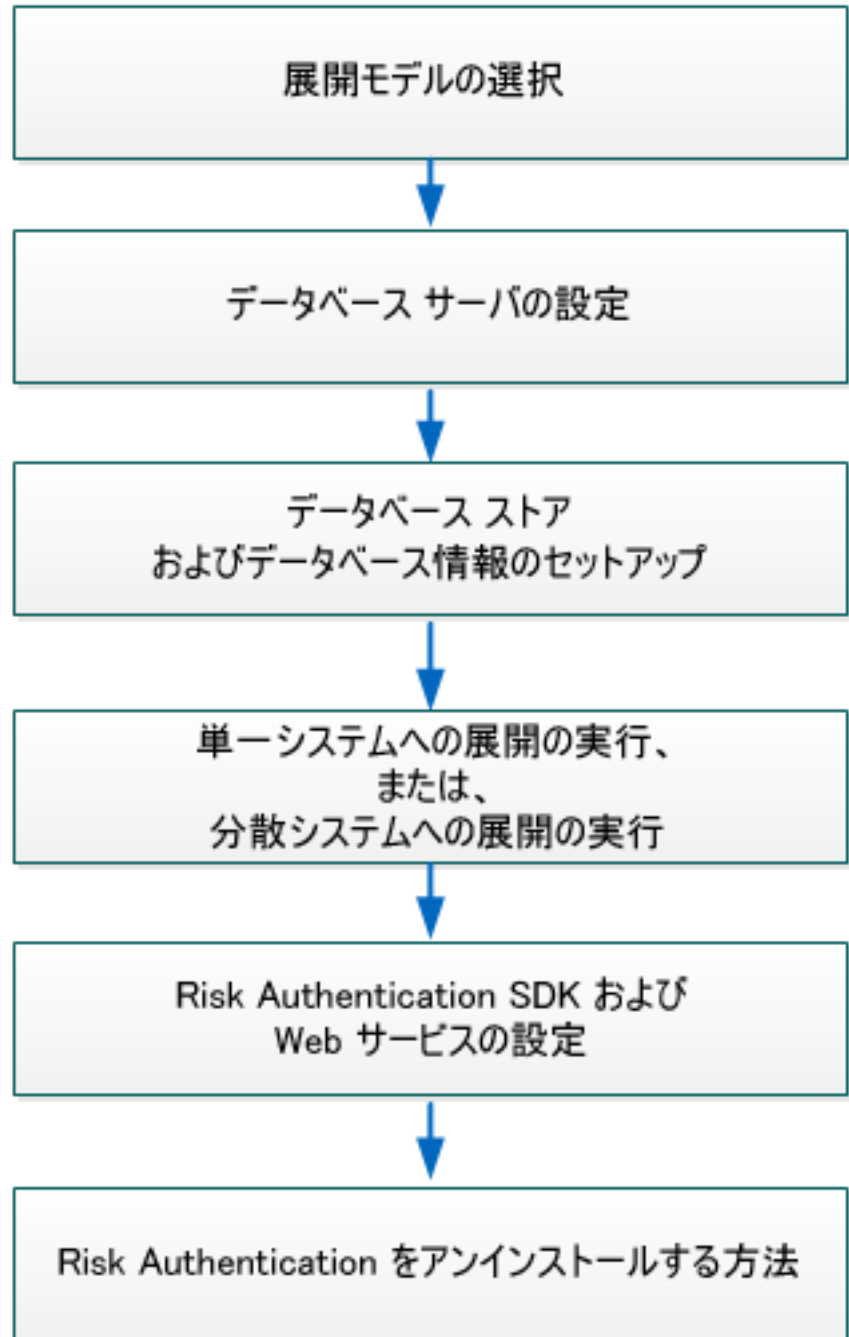 展開モデルの選択
データベース サーバの設定
データベース ストア
およびデータベース情報のセットアップ
単一システムへの展開の実行、
または、
分散システムへの展開の実行
Risk Authentication SDK および
Web サービスの設定
Risk Authentication をアンインストールする方法